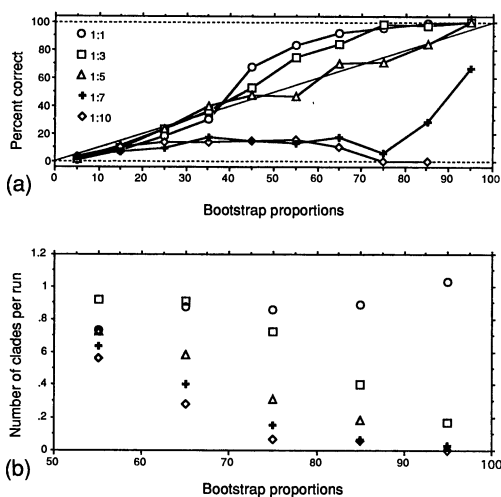 100
80
60
40
20
0
Percent correct
1:1
1:3
1:5
1:7
1:10
0 10 20 30 40 50 60 70 80 90 100
(a)
Bootstrap proportions
1.2
1
.8
.6
.4
.2
0
Number of clades per run
50 60 70 80 90 100
(b)
Bootstrap proportions